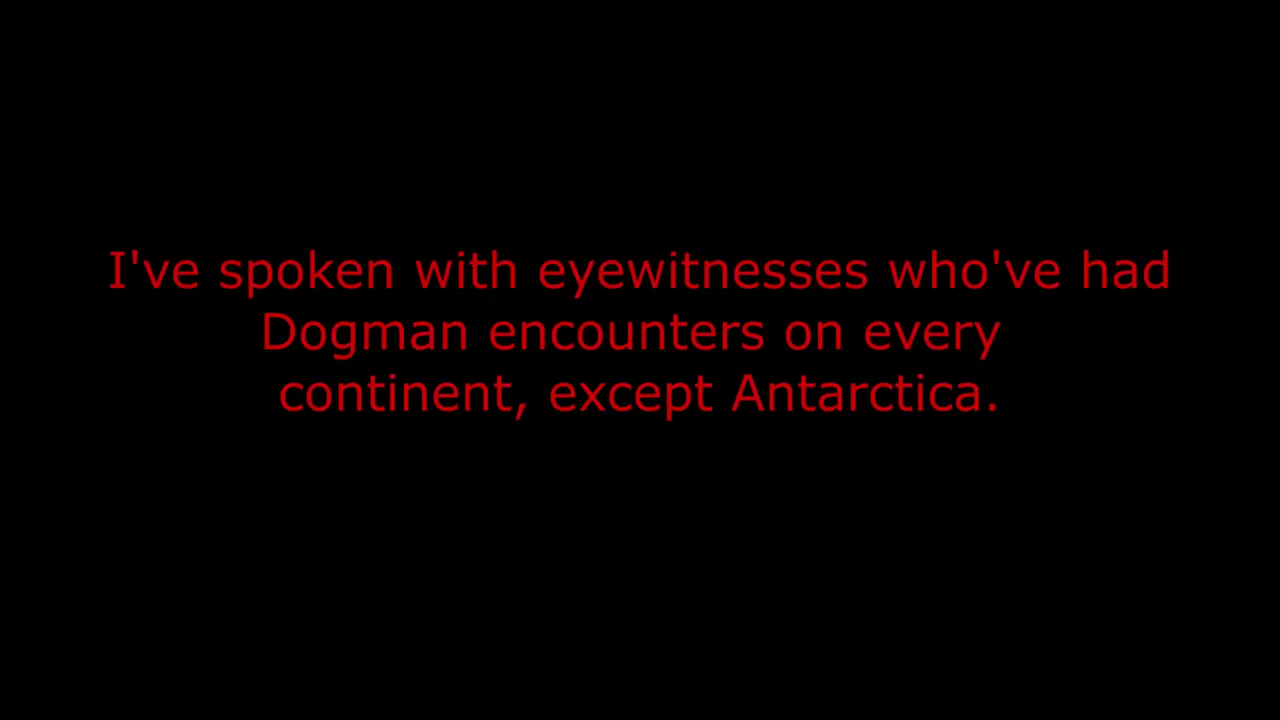 I've spoken with eyewitnesses who've had
Dogman encounters on every
continent, except Antarctica.